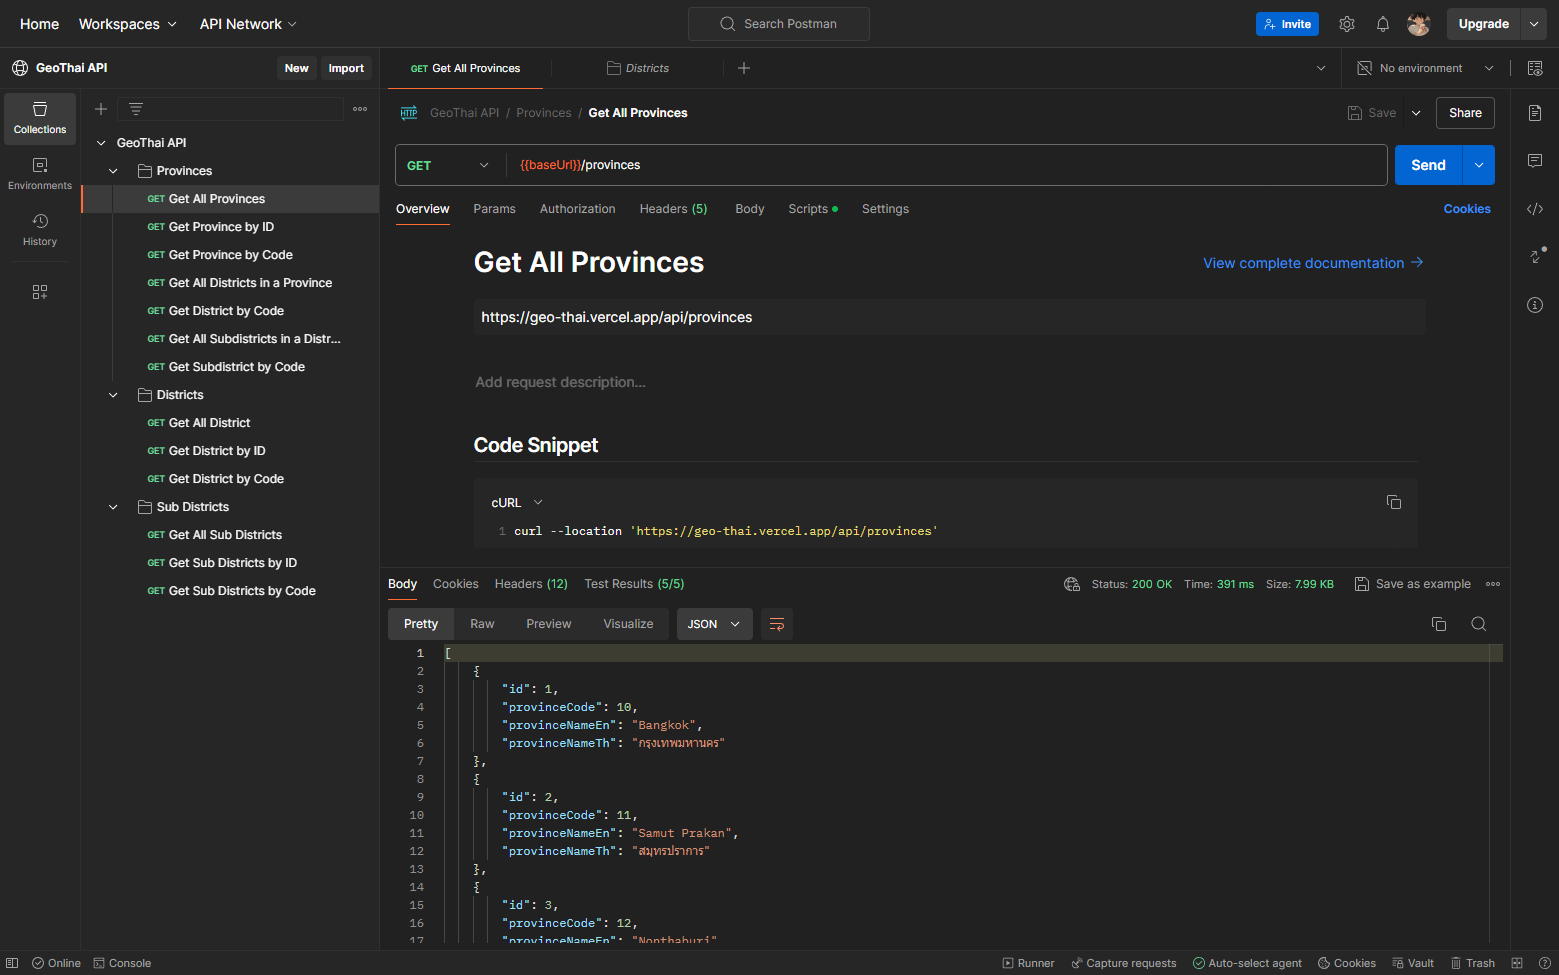 Home Workspaces API Network Search Postman Invite Upgrade
GeoThai API New Import GET Get All Provinces Districts No environment
Collections
Environments
History
GeoThai API
Provinces
GET Get All Provinces
GET Get Province by ID
GET Get Province by Code
GET Get All Districts in a Province
GET Get District by Code
GET Get All Subdistricts in a Distr...
GET Get Subdistrict by Code
Districts
GET Get All District
GET Get District by ID
GET Get District by Code
Sub Districts
GET Get All Sub Districts
GET Get Sub Districts by ID
GET Get Sub Districts by Code
HTTP GeoThai API / Provinces / Get All Provinces Save Share
GET {{baseUrl}}/provinces Send
Overview Params Authorization Headers (5) Body Scripts Settings Cookies
Get All Provinces View complete documentation
https://geo-thai.vercel.app/api/provinces
Add request description...
Code Snippet
cURL
1 curl --location 'https://geo-thai.vercel.app/api/provinces'
Body Cookies Headers (12) Test Results (5/5) Status: 200 OK Time: 391 ms Size: 7.99 KB Save as example
Pretty Raw Preview Visualize JSON
1 [
2 {
3 "id": 1,
4 "provinceCode": 10,
5 "provinceNameEn": "Bangkok",
6 "provinceNameTh": "กรุงเทพมหานคร"
7 },
8 {
9 "id": 2,
10 "provinceCode": 11,
11 "provinceNameEn": "Samut Prakan",
12 "provinceNameTh": "สมุทรปราการ"
13 },
14 {
15 "id": 3,
16 "provinceCode": 12,
17 "provinceNameEn": "Nonthaburi"
Online Console Runner Capture requests Auto-select agent Cookies Vault Trash